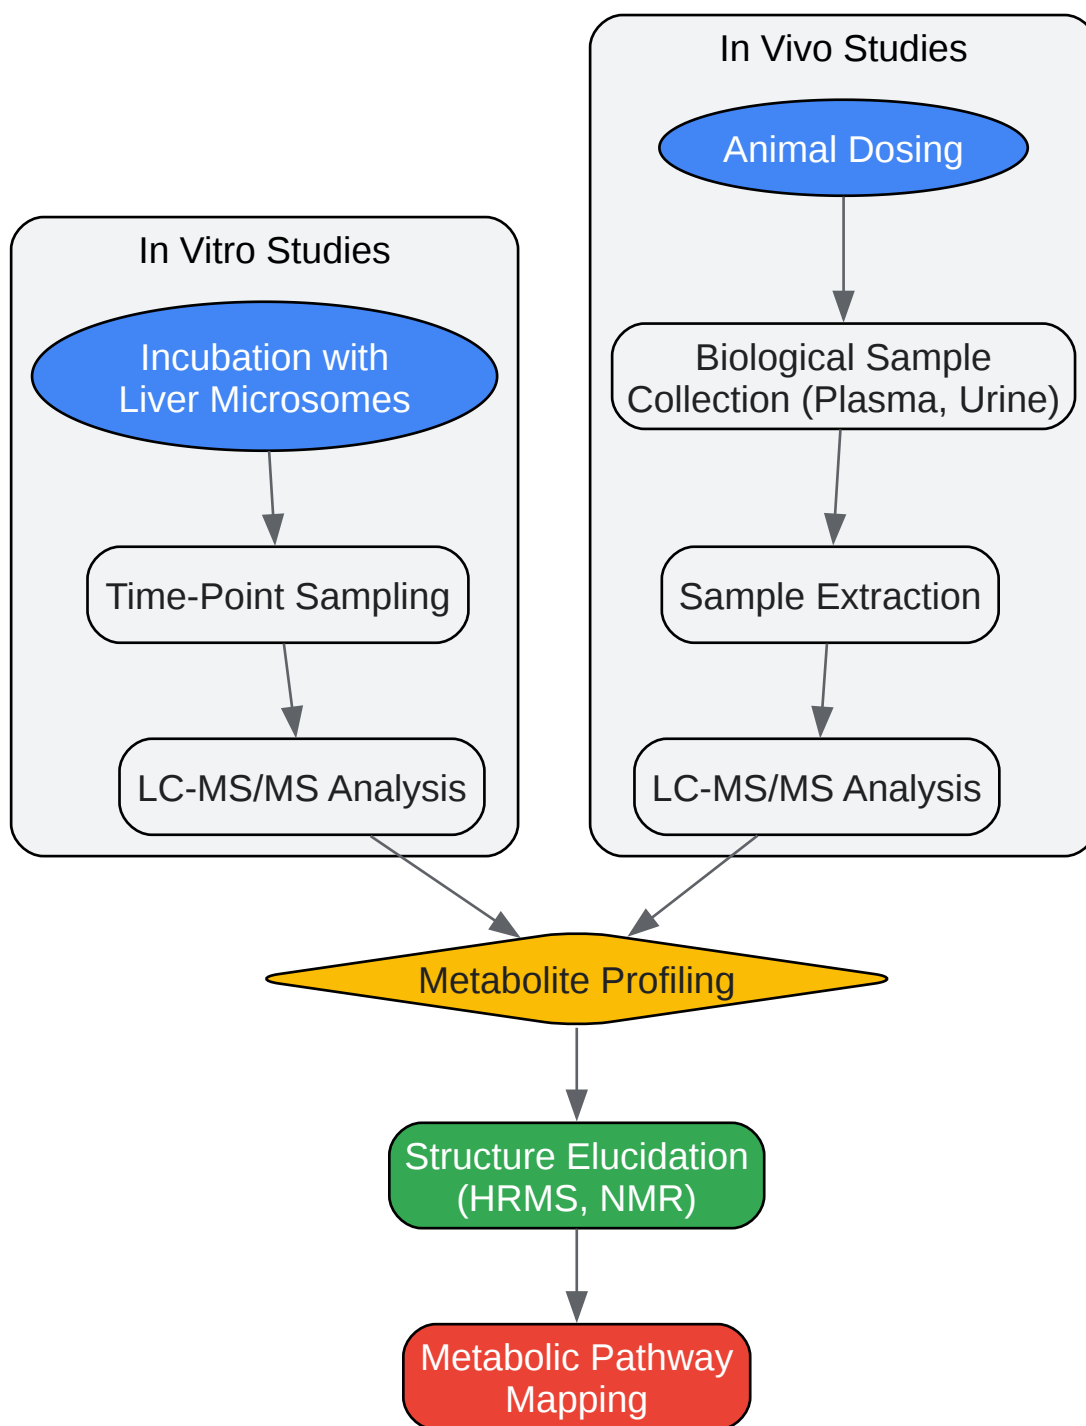 In Vivo Studies
Animal Dosing
Biological Sample
Collection (Plasma, Urine)
Sample Extraction
LC-MS/MS Analysis
In Vitro Studies
Incubation with
Liver Microsomes
Time-Point Sampling
LC-MS/MS Analysis
Metabolite Profiling
Structure Elucidation
(HRMS, NMR)
Metabolic Pathway
Mapping